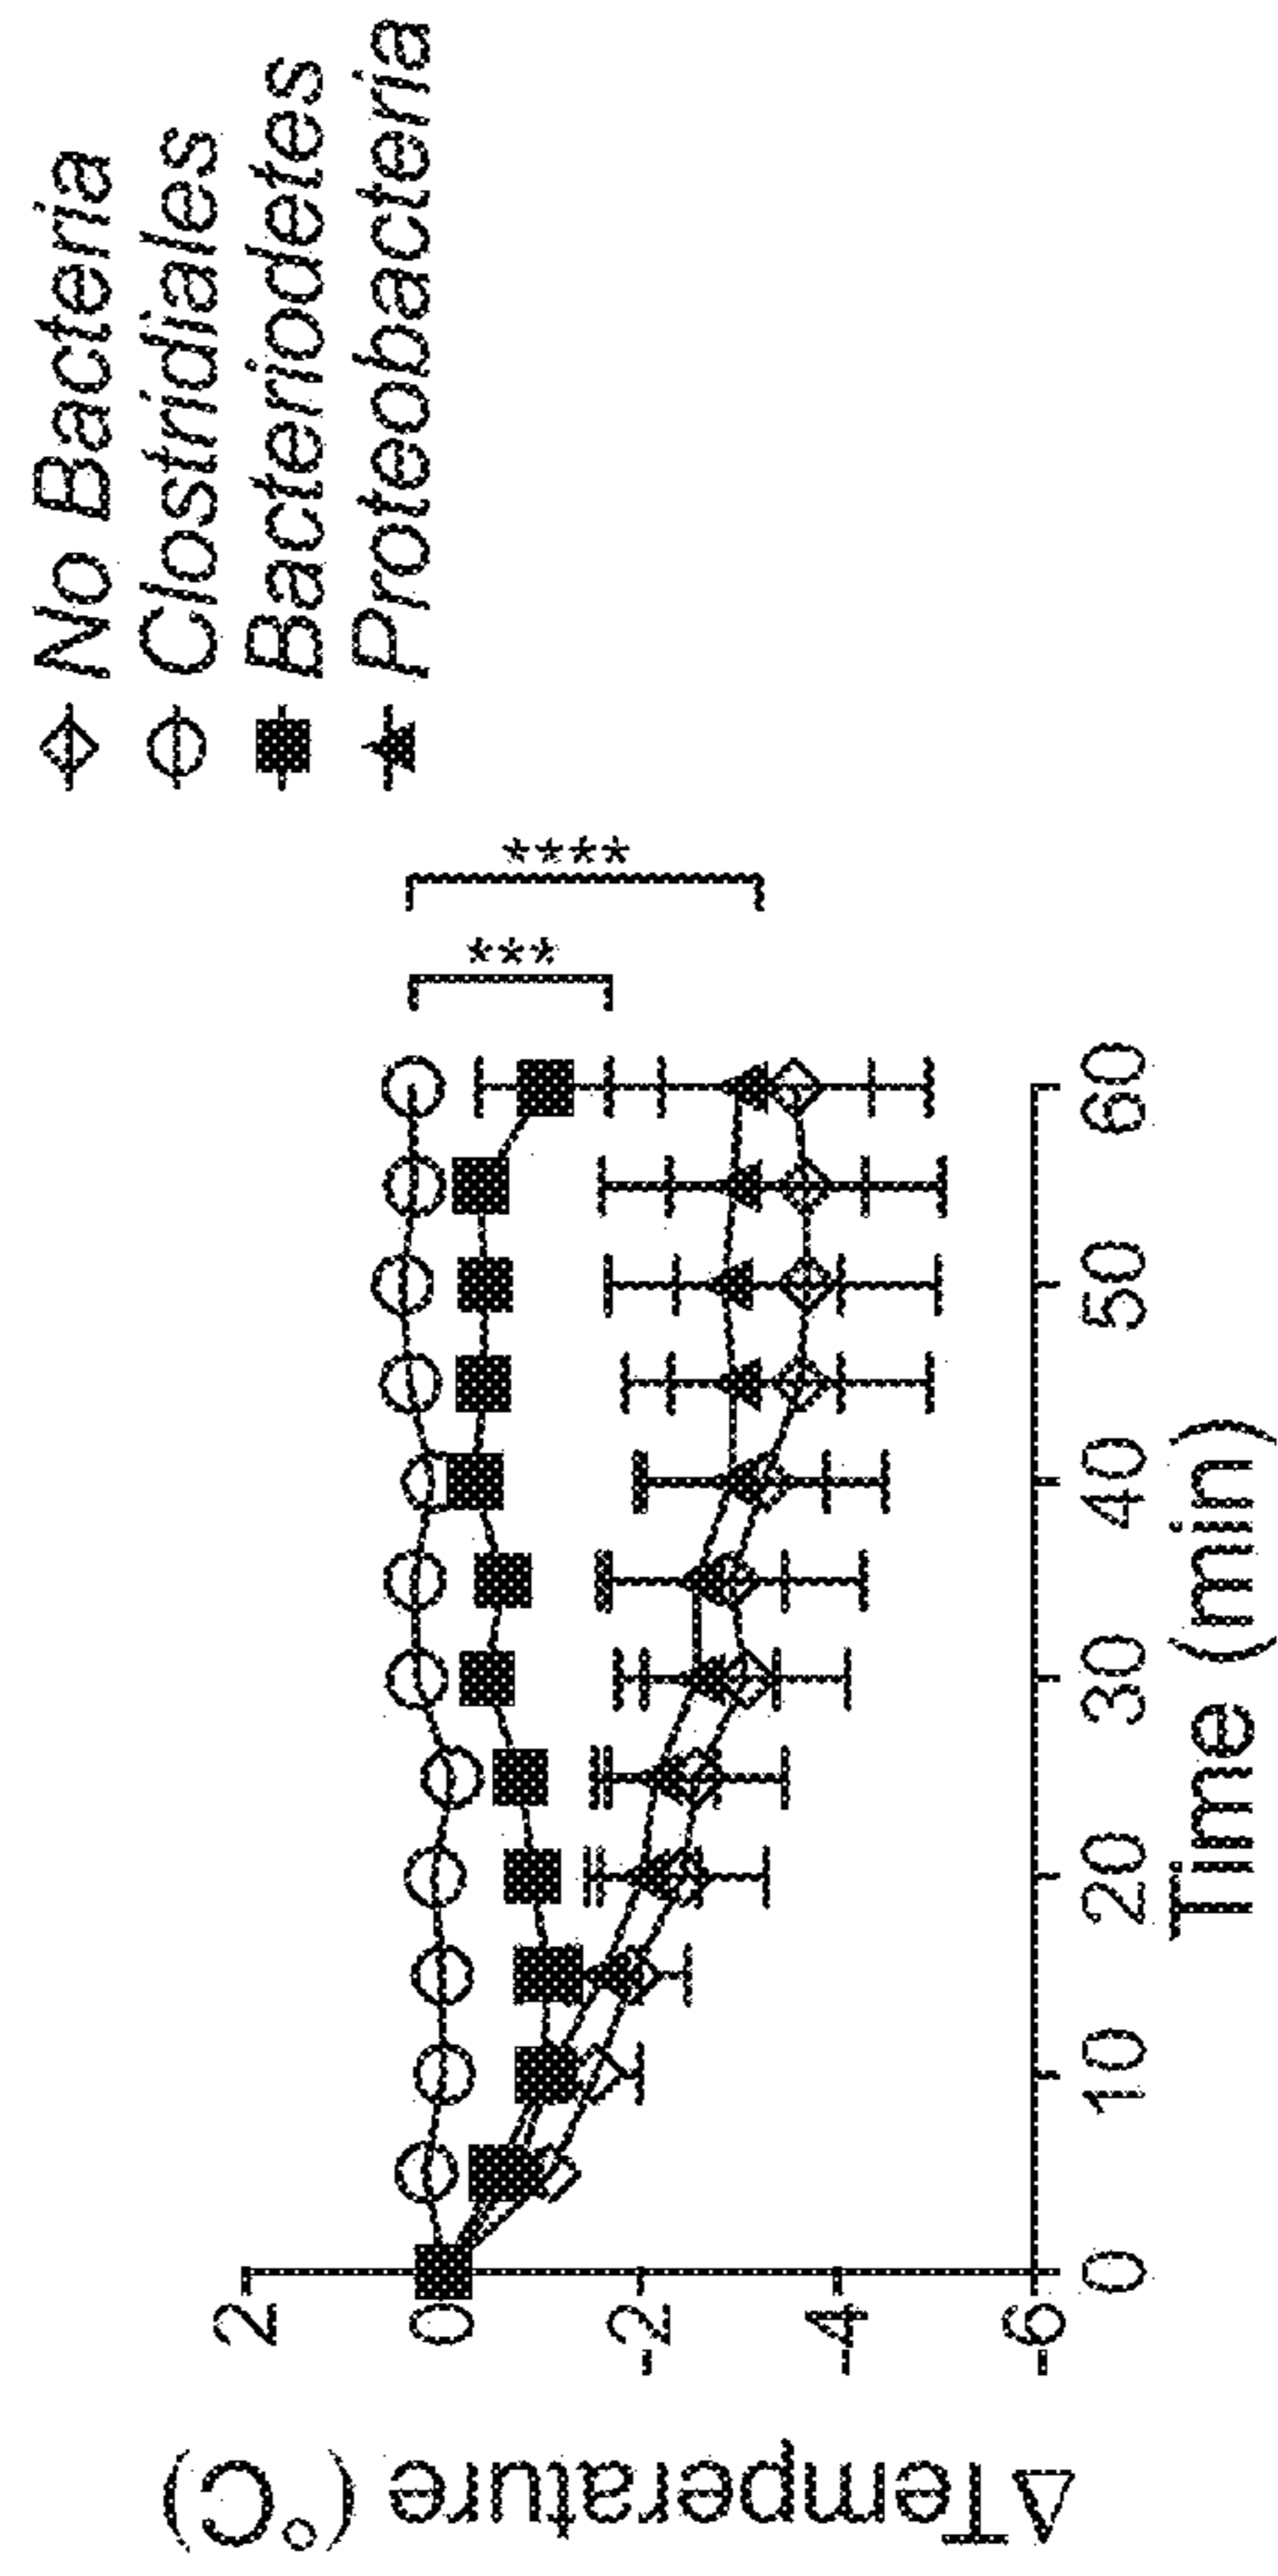 No Bacteria
Clostridiales
Bacteriodetes
Proteobacteria
***
****
ΔTemperature (°C)
2
0
-2
-4
-6
0 10 20 30 40 50 60
Time (min)